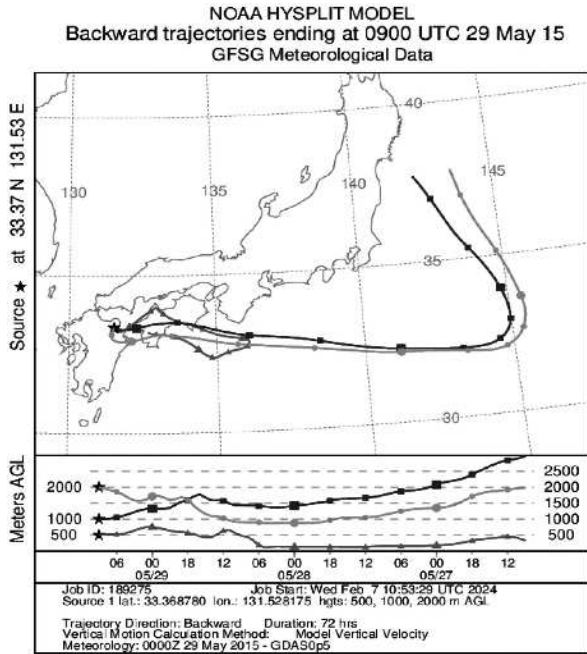 NOAA HYSPLIT MODEL
Backward trajectories ending at 0900 UTC 29 May 15
GFSG Meteorological Data
Source ★ at 33.37 N 131.53 E
40
130
135
140
145
35
30
Meters AGL
2500
2000 2000
1500
1000 1000
500 500
06 00 18 12 06 00 18 12 06 00 18 12
05/29 05/28 05/27
Job ID: 189275 Job Start: Wed Feb 7 10:53:29 UTC 2024
Source 1 lat.: 33.368780 lon.: 131.528175 hgts: 500, 1000, 2000 m AGL
Trajectory Direction: Backward Duration: 72 hrs
Vertical Motion Calculation Method: Model Vertical Velocity
Meteorology: 0000Z 29 May 2015 - GDAS0p5